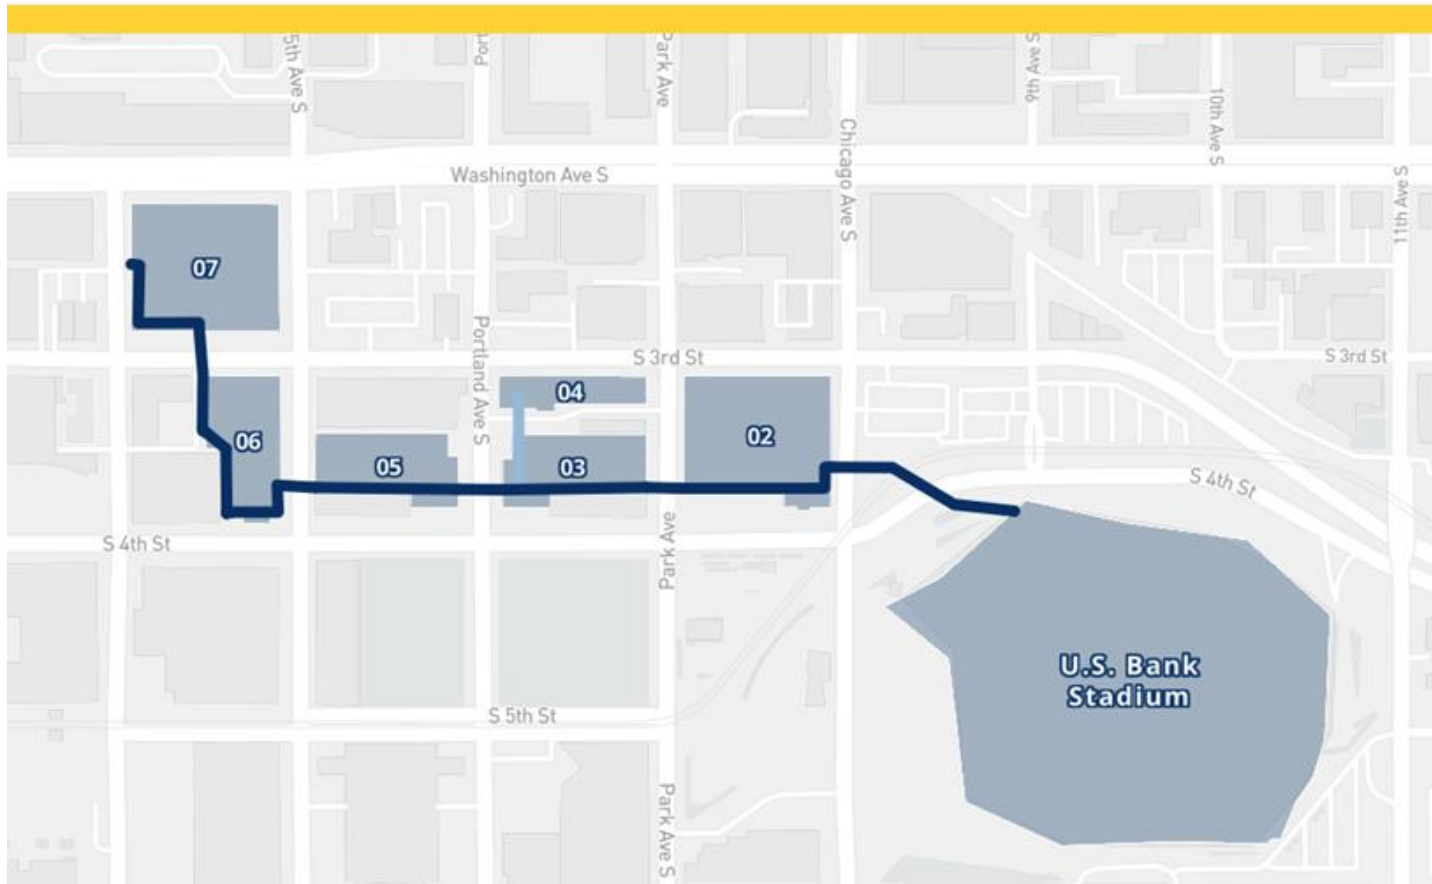 5th Ave S
Port
Park Ave
Chicago Ave S
9th Ave S
10th Ave S
11th Ave S
Washington Ave S
07
Portland Ave S
S 3rd St
S 3rd St
04
06
05
03
02
S 4th St
S 4th St
Park Ave
U.S. Bank
Stadium
S 5th St
Park Ave S